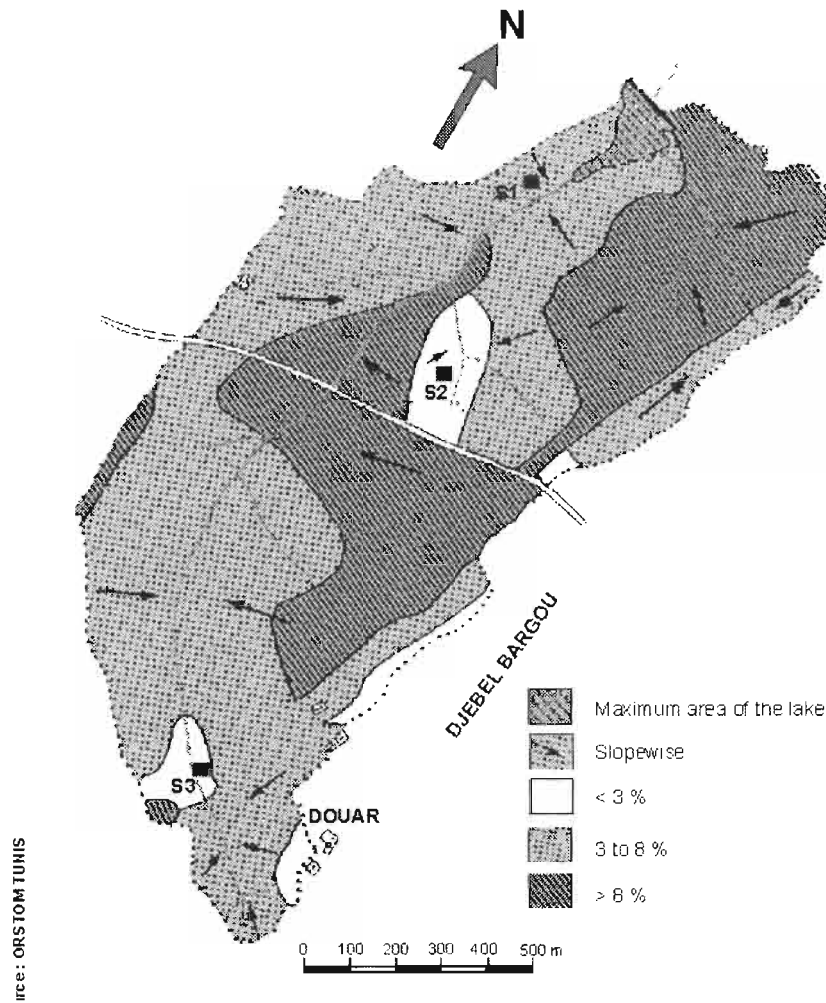 N
S1
S2
DJEBEL BARGOU
S3
DOUAR
Maximum area of the lake
Slopewise
< 3 %
3 to 8 %
> 8 %
0 100 200 300 400 500 m
rce : ORSTOM TUNIS